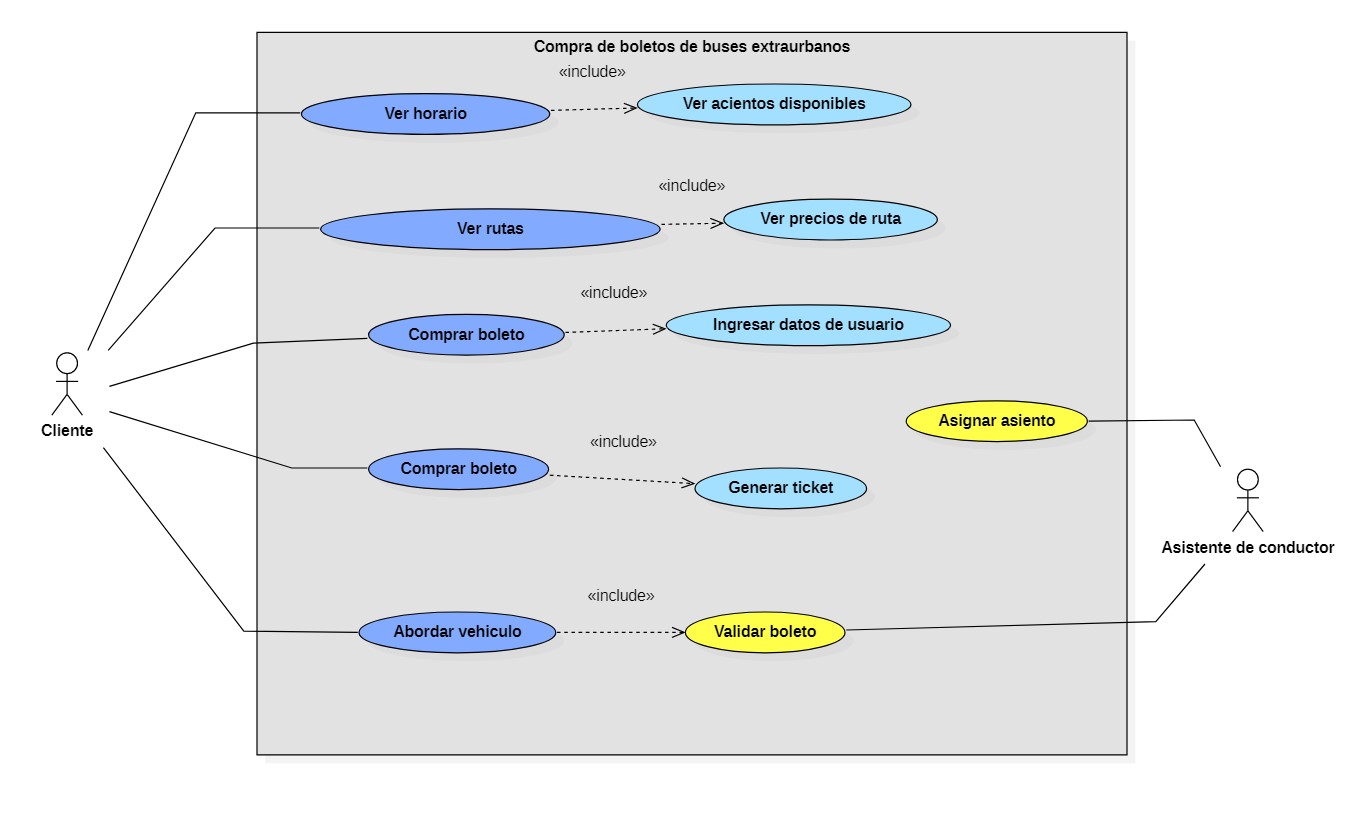 Compra de boletos de buses extraurbanos
«include»
Ver horario
Ver acientos disponibles
«include»
Ver rutas
Ver precios de ruta
«include»
Comprar boleto
Ingresar datos de usuario
Cliente
Asignar asiento
«include»
Comprar boleto
Generar ticket
Asistente de conductor
«include»
Abordar vehiculo
Validar boleto